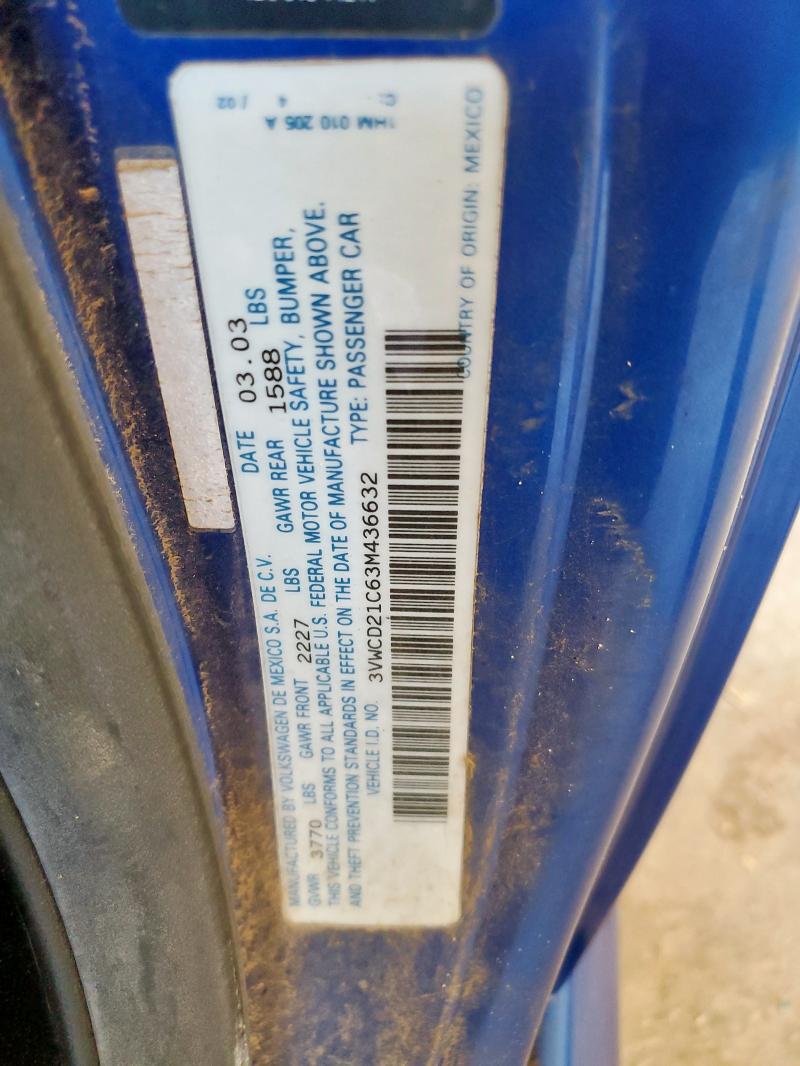 MANUFACTURED BY VOLKSWAGEN DE MEXICO S.A. DE C.V. DATE 03.03
GVWR 3770 LBS GAWR FRONT 2227 LBS GAWR REAR 1588 LBS
THIS VEHICLE CONFORMS TO ALL APPLICABLE U.S. FEDERAL MOTOR VEHICLE SAFETY, BUMPER,
AND THEFT PREVENTION STANDARDS IN EFFECT ON THE DATE OF MANUFACTURE SHOWN ABOVE.
VEHICLE I.D. NO. 3VWCD21C63M436632 TYPE: PASSENGER CAR
COUNTRY OF ORIGIN: MEXICO
1HM 010 205 A